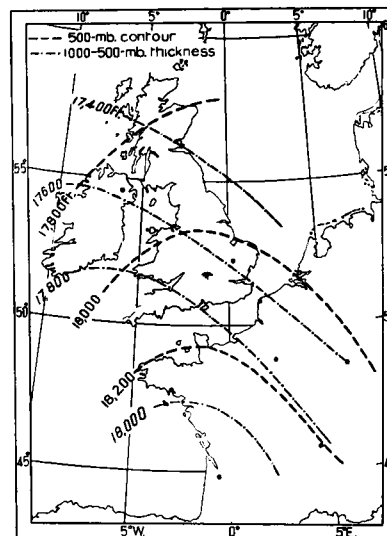 10° 5° 0° 5° 10°
500-mb. contour
1000-500-mb. thickness
17,400Ft
55
17,600
17,800Ft
17,800
18,000
50
18,200
18,000
45
5°W. 0° 5°E.